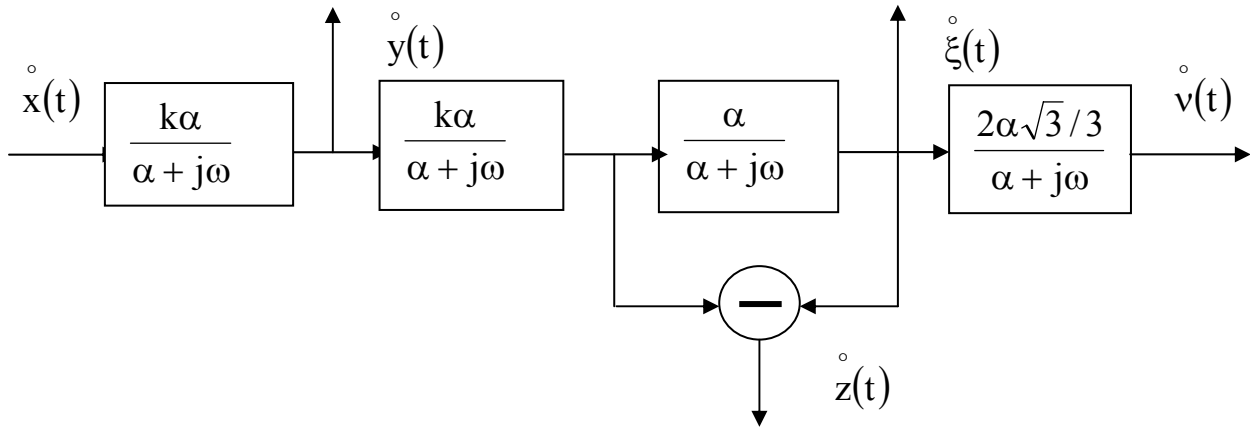 x̊(t)
kα / (α + jω)
ẙ(t)
kα / (α + jω)
α / (α + jω)
ξ̊(t)
2α√3/3 / (α + jω)
ν̊(t)
−
z̊(t)